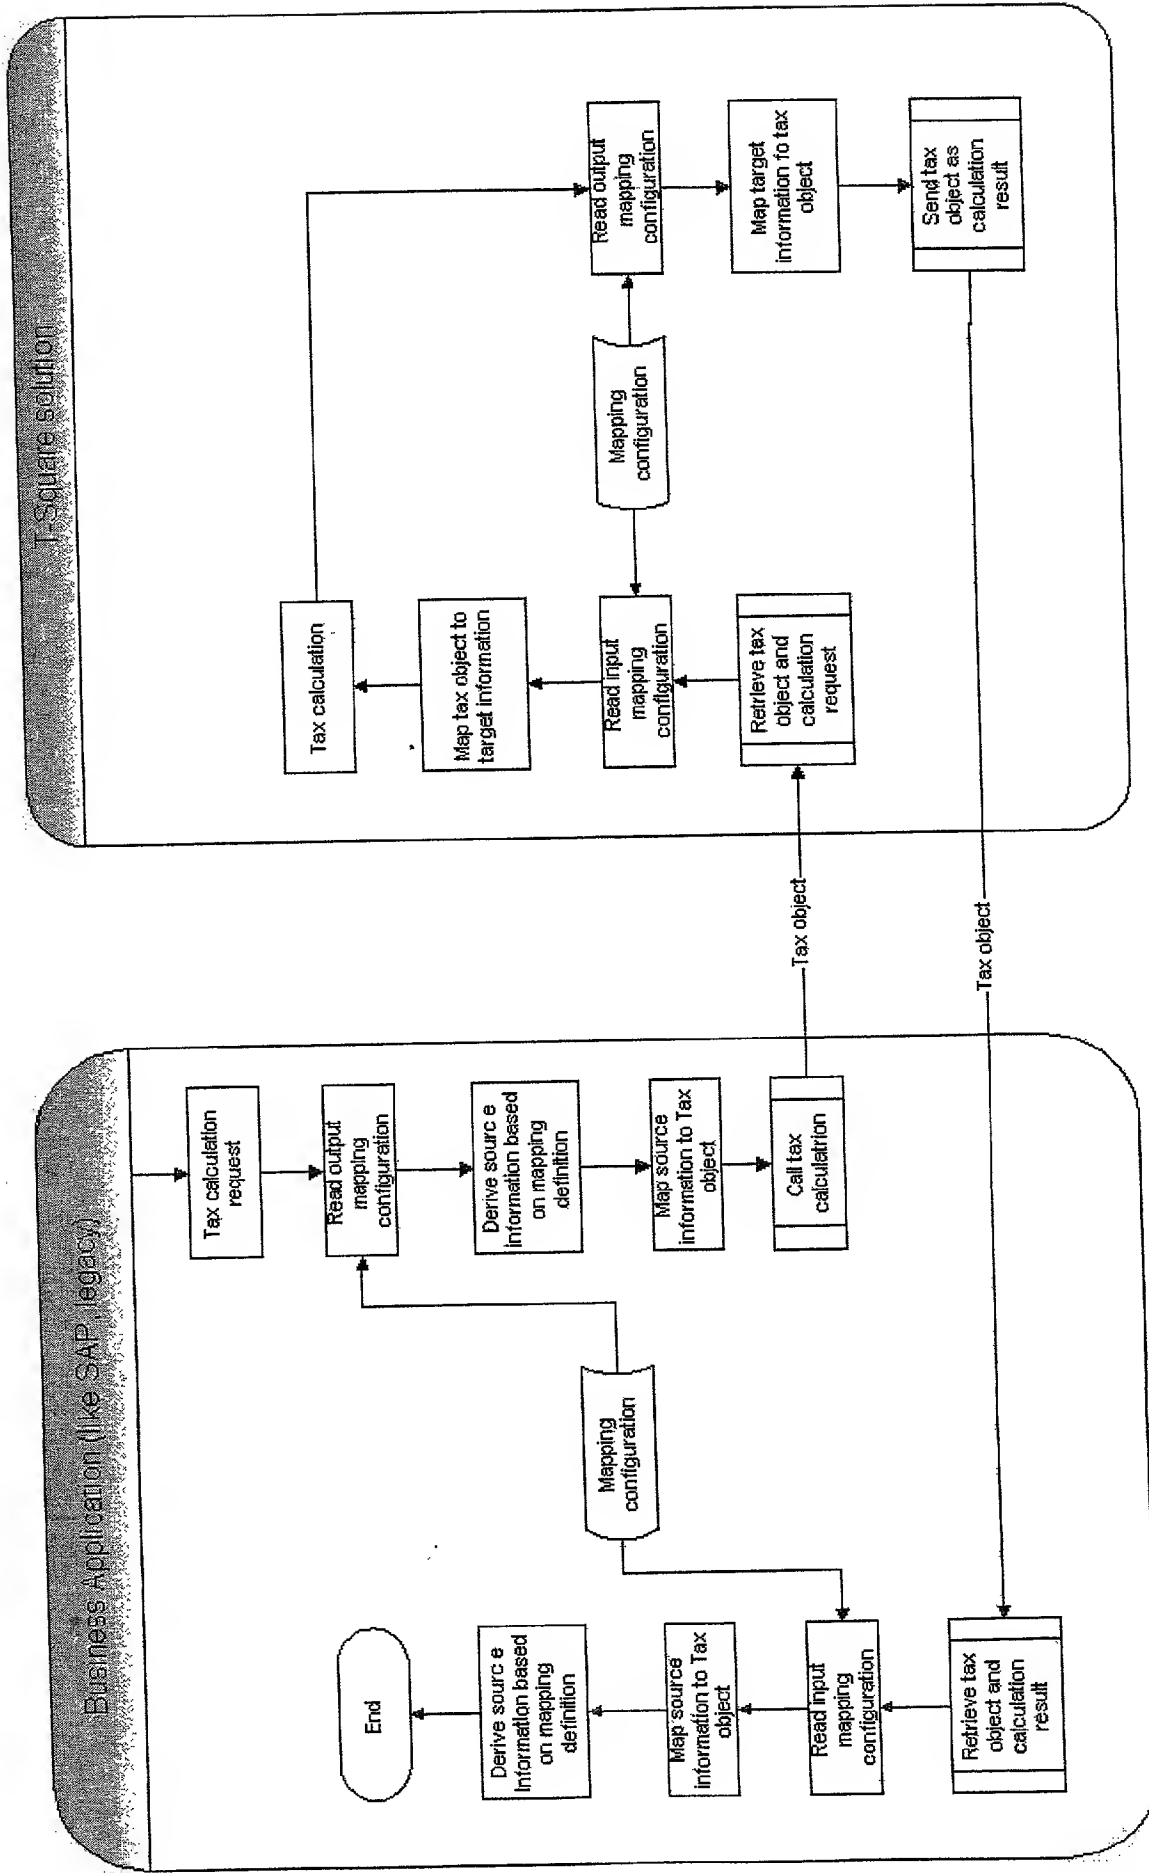 Business Application (like SAP, legacy)
Tax calculation
request
Read output
mapping
configuration
Derive sourc e
information based
on mapping
definition
Map source
information to Tax
object
Call tax
calculatrion
Mapping
configuration
End
Derive sourc e
Information based
on mapping
definition
Map source
information to Tax
object
Read input
mapping
configuration
Retrieve tax
object and
calculation
result
Tax object
Tax object
T-Square solution
Tax calculation
Map tax object to
target information
Read input
mapping
configuration
Retrieve tax
object and
calculation
request
Mapping
configuration
Read output
mapping
configuration
Map target
information fo tax
object
Send tax
object as
calculation
result